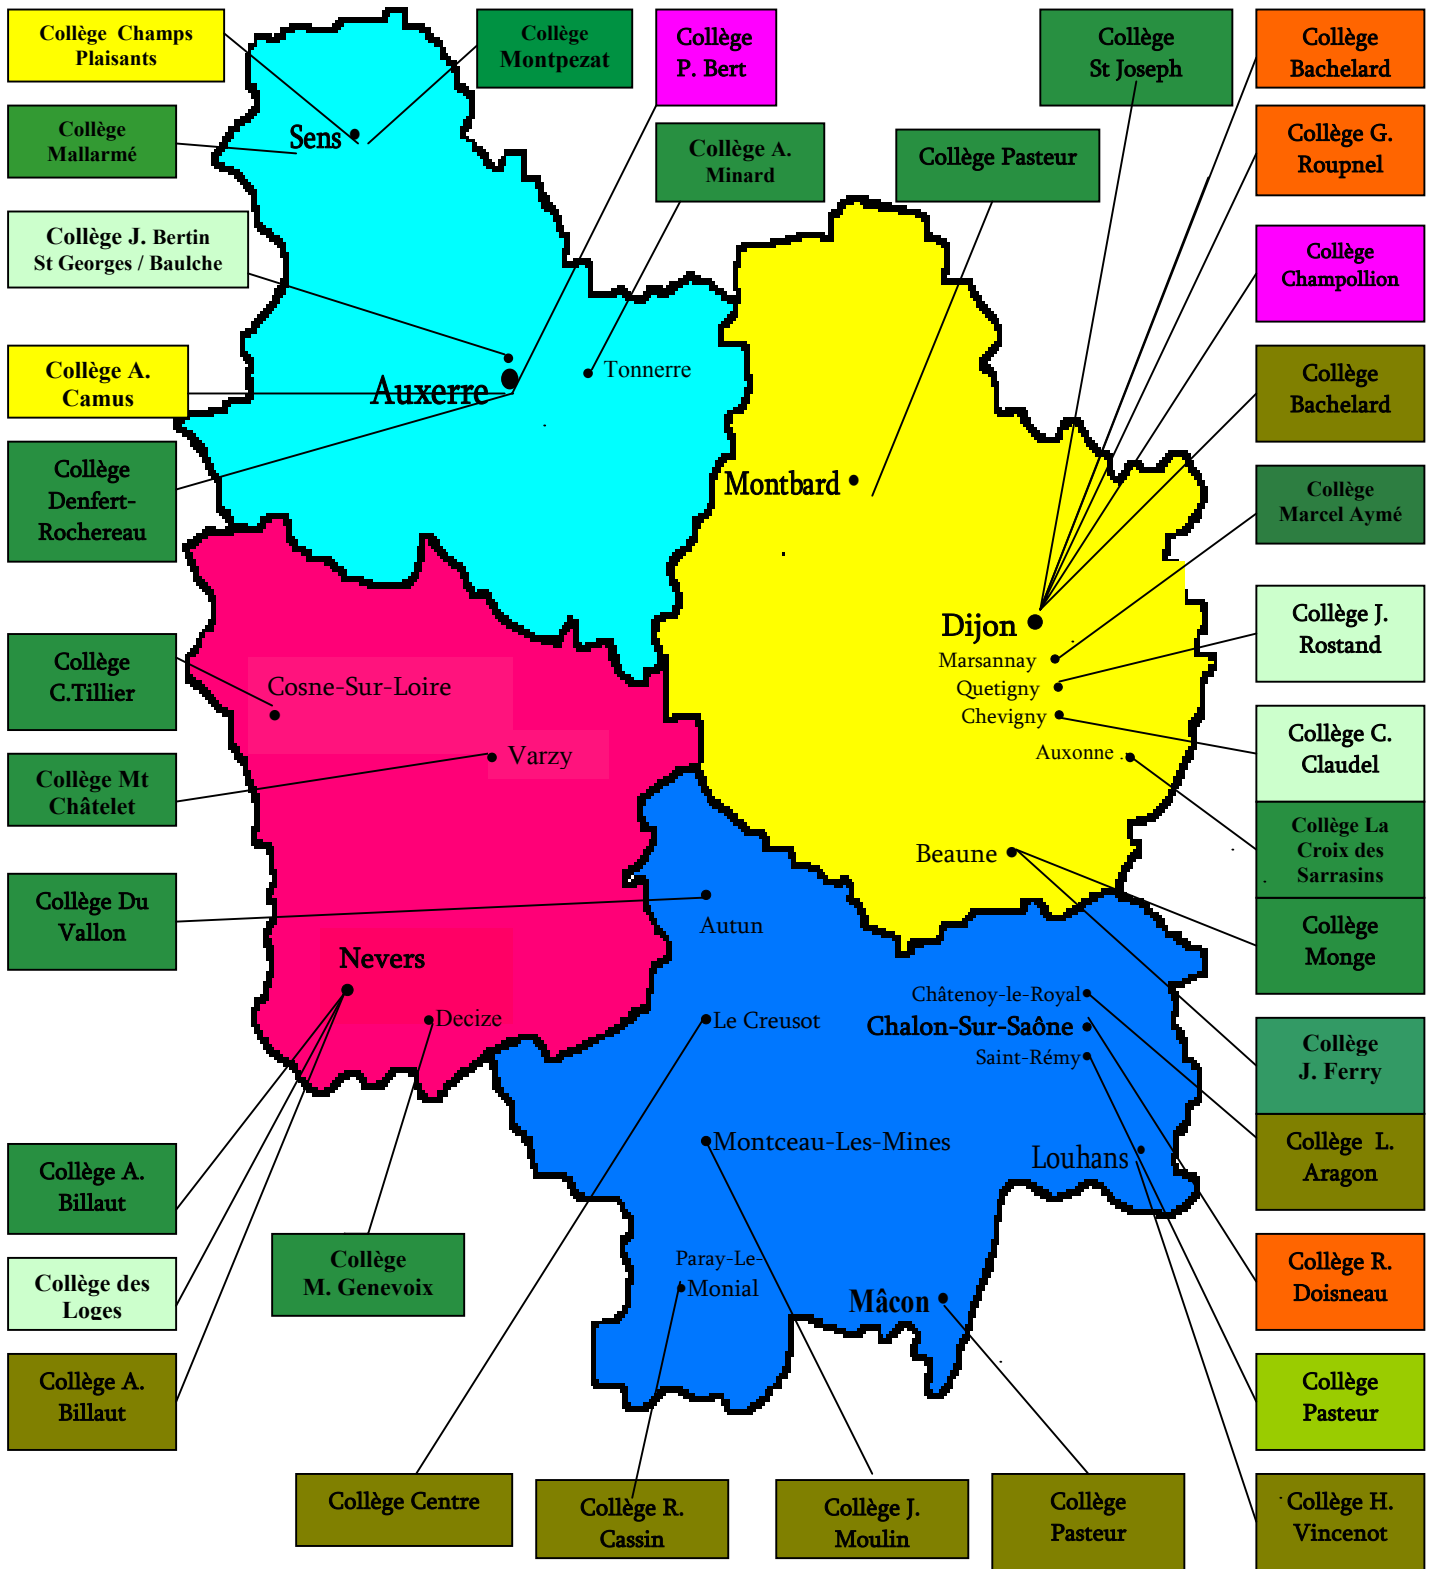 Collège Champs
Plaisants
Collège
Montpezat
Collège
P. Bert
Collège
St Joseph
Collège
Bachelard
Collège
Mallarmé
Sens
Collège A.
Minard
Collège Pasteur
Collège G.
Roupnel
Collège J. Bertin
St Georges / Baulche
Collège
Champollion
Collège A.
Camus
Auxerre
Tonnerre
Collège
Bachelard
Collège
Denfert-
Rochereau
Montbard
Collège
Marcel Aymé
Dijon
Marsannay
Quetigny
Chevigny
Auxonne
Collège J.
Rostand
Collège
C.Tillier
Cosne-Sur-Loire
Varzy
Collège C.
Claudel
Collège Mt
Châtelet
Collège La
Croix des
Sarrasins
Beaune
Collège Du
Vallon
Autun
Collège
Monge
Nevers
Decize
Le Creusot
Châtenoy-le-Royal
Chalon-Sur-Saône
Saint-Rémy
Collège
J. Ferry
Montceau-Les-Mines
Louhans
Collège L.
Aragon
Collège A.
Billaut
Collège
M. Genevoix
Paray-Le-
Monial
Mâcon
Collège R.
Doisneau
Collège des
Loges
Collège A.
Billaut
Collège
Pasteur
Collège Centre
Collège R.
Cassin
Collège J.
Moulin
Collège
Pasteur
Collège H.
Vincenot